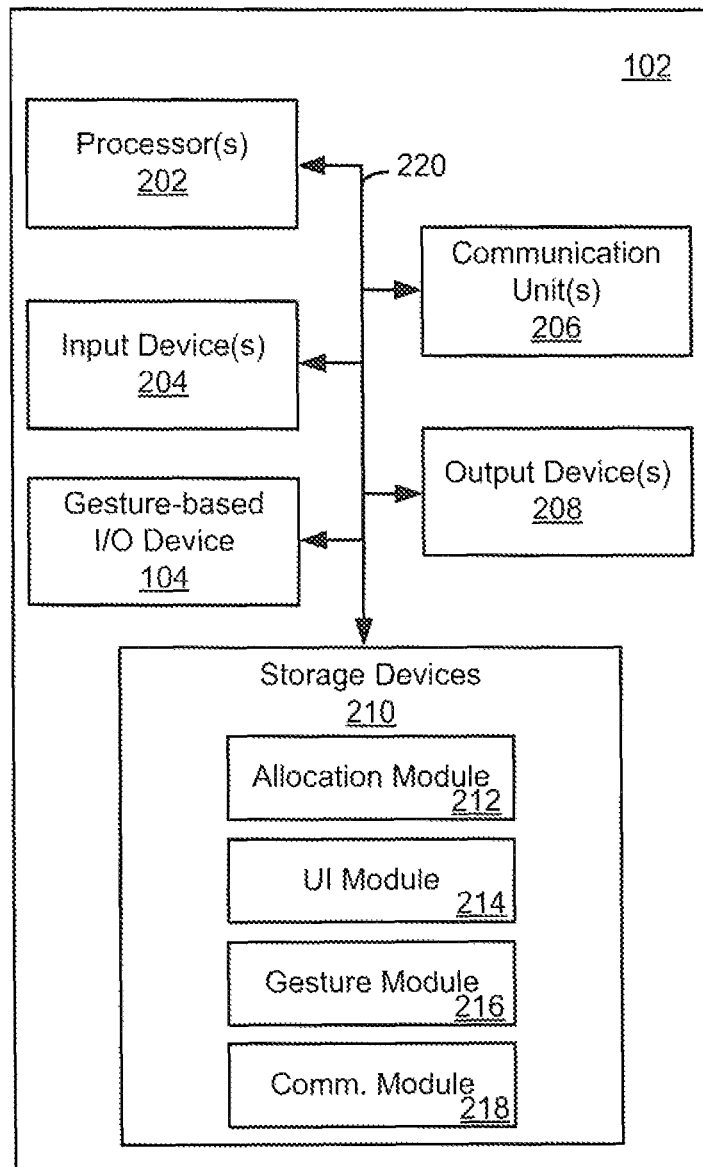 102
Processor(s)
202
220
Communication
Unit(s)
206
Input Device(s)
204
Output Device(s)
208
Gesture-based
I/O Device
104
Storage Devices
210
Allocation Module
212
UI Module
214
Gesture Module
216
Comm. Module
218